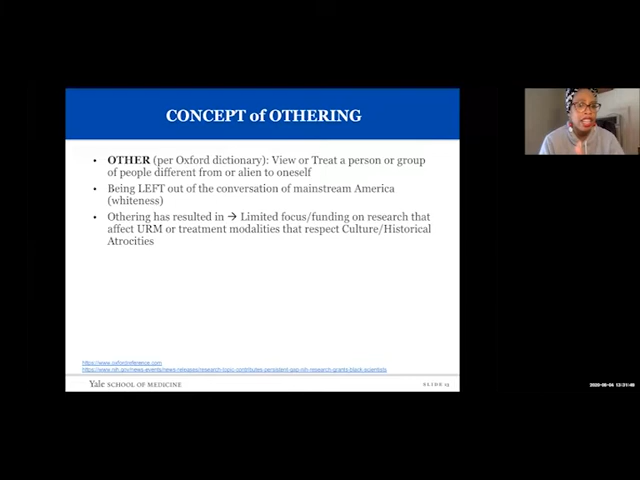 CONCEPT of OTHERING
• OTHER (per Oxford dictionary): View or Treat a person or group
of people different from or alien to oneself
• Being LEFT out of the conversation of mainstream America
(whiteness)
• Othering has resulted in → Limited focus/funding on research that
affect URM or treatment modalities that respect Culture/Historical
Atrocities
https://www.oxfordreference.com
https://www.nih.gov/news-events/news-releases/research-topic-contributes-persistent-gap-nih-research-grants-black-scientists
Yale SCHOOL OF MEDICINE
SLIDE 13